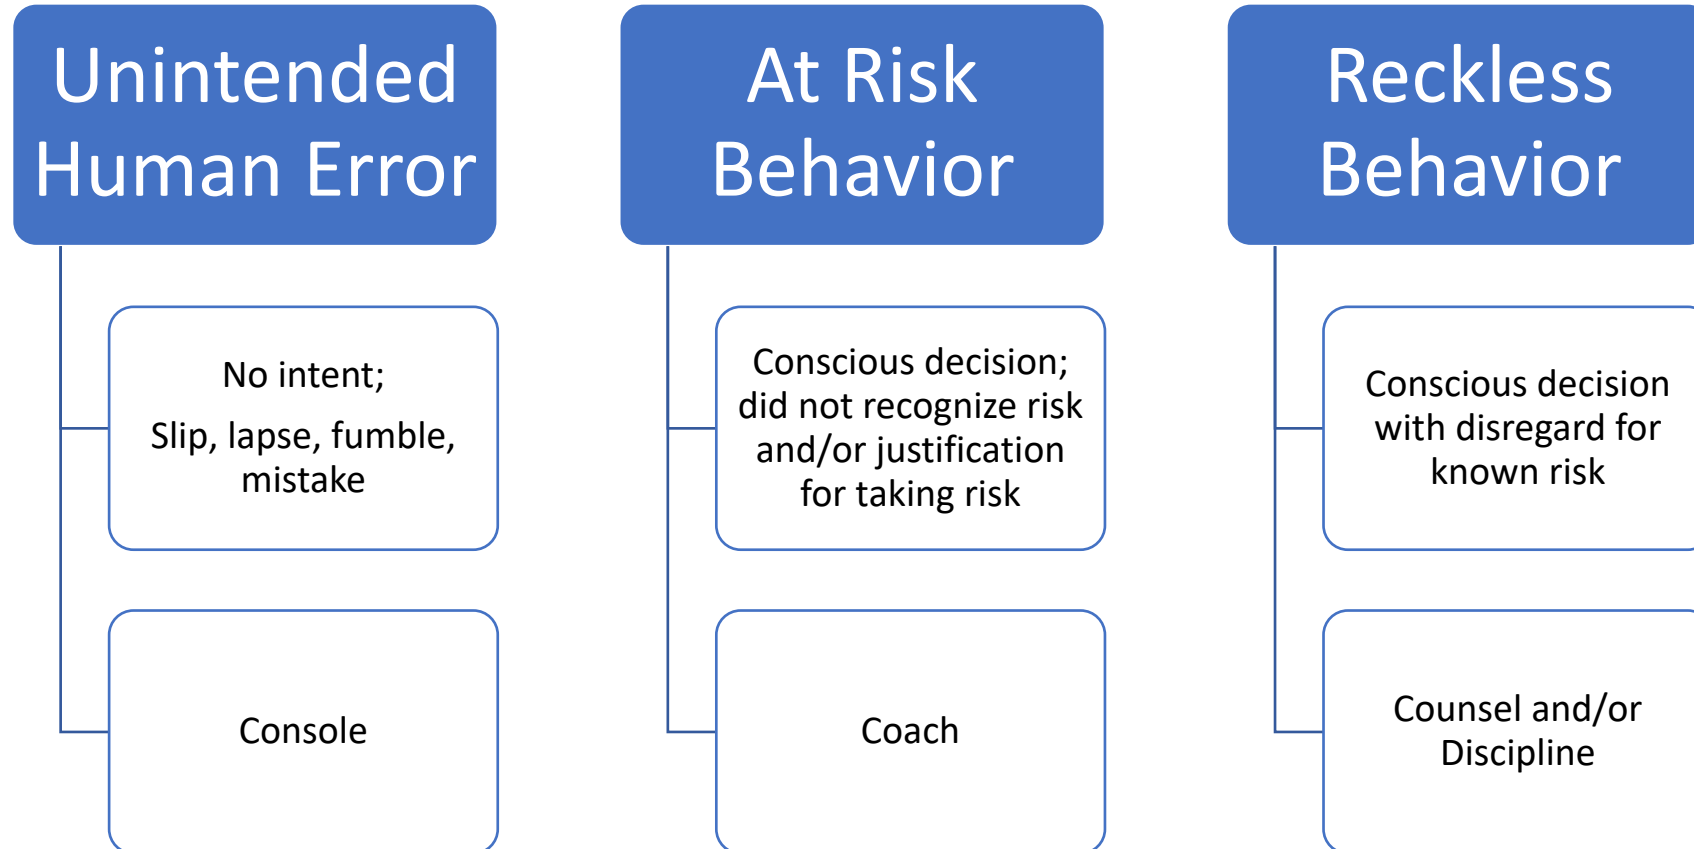 Unintended
Human Error
No intent;
Slip, lapse, fumble,
mistake
Console
At Risk
Behavior
Conscious decision;
did not recognize risk
and/or justification
for taking risk
Coach
Reckless
Behavior
Conscious decision
with disregard for
known risk
Counsel and/or
Discipline